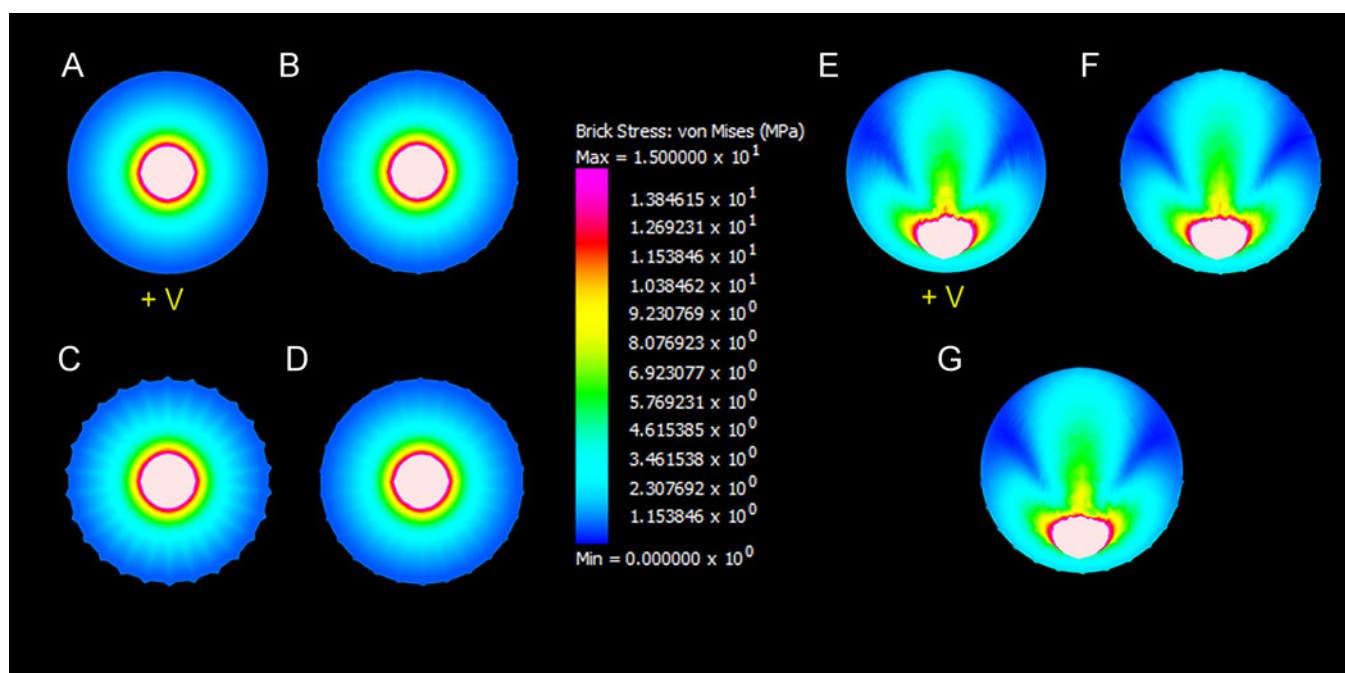 A
B
E
F
Brick Stress: von Mises (MPa)
Max = 1.500000 x 10¹
1.384615 x 10¹
1.269231 x 10¹
1.153846 x 10¹
1.038462 x 10¹
9.230769 x 10⁰
8.076923 x 10⁰
6.923077 x 10⁰
5.769231 x 10⁰
4.615385 x 10⁰
3.461538 x 10⁰
2.307692 x 10⁰
1.153846 x 10⁰
Min = 0.000000 x 10⁰
+ V
+ V
C
D
G